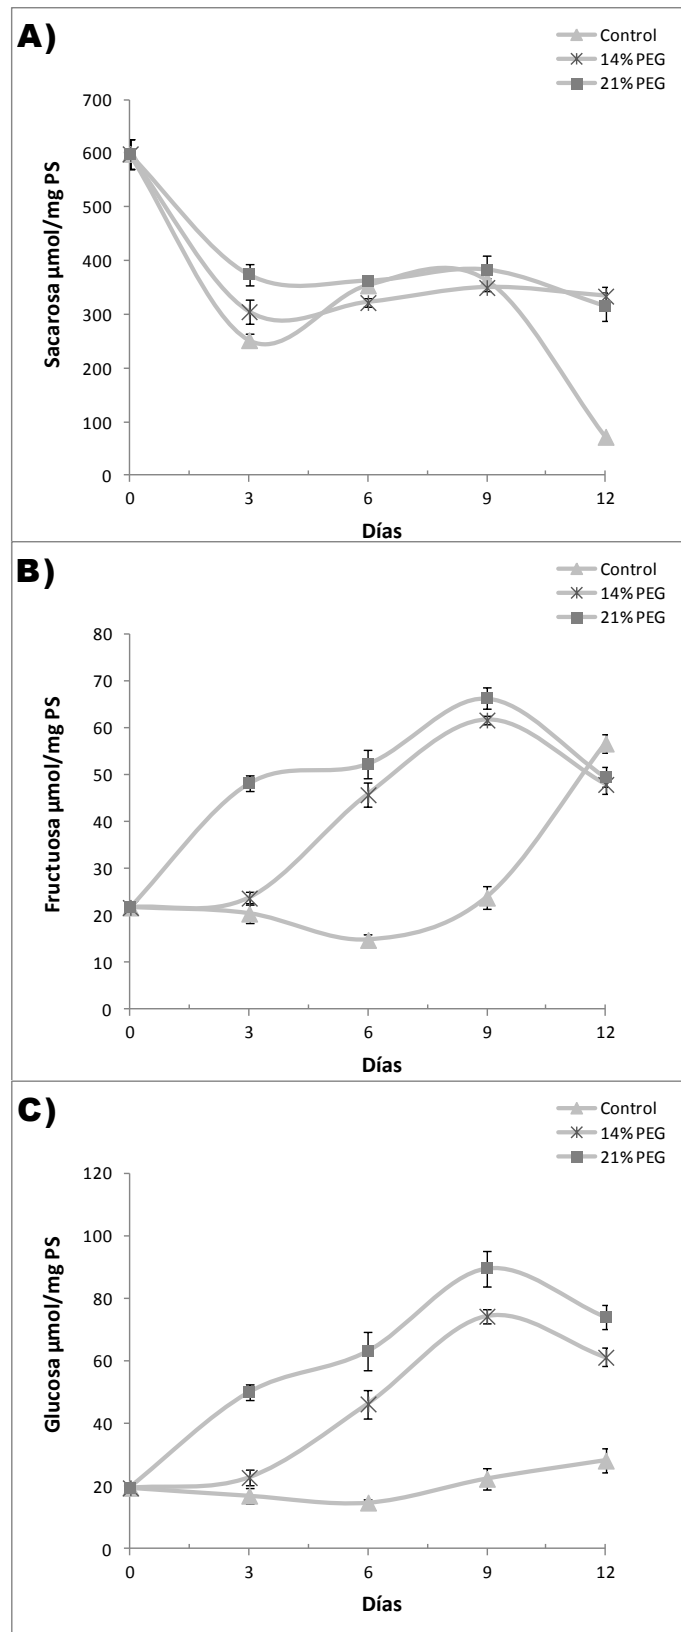 A)
Control
14% PEG
21% PEG
700
600
500
400
300
200
100
0
Sacarosa µmol/mg PS
0 3 6 9 12
Días
B)
Control
14% PEG
21% PEG
80
70
60
50
40
30
20
10
0
Fructuosa µmol/mg PS
0 3 6 9 12
Días
C)
Control
14% PEG
21% PEG
120
100
80
60
40
20
0
Glucosa µmol/mg PS
0 3 6 9 12
Días